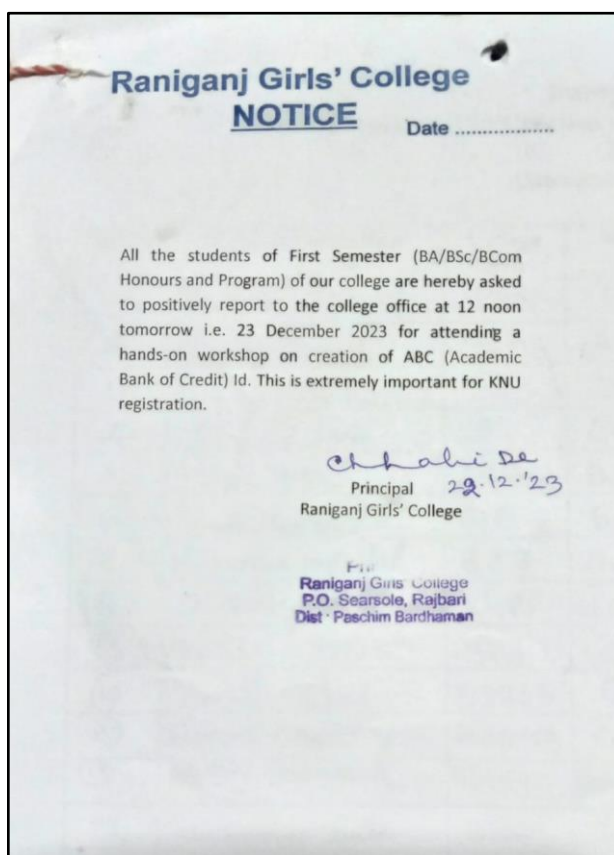 Raniganj Girls' College
NOTICE
Date ..................
All the students of First Semester (BA/BSc/BCom
Honours and Program) of our college are hereby asked
to positively report to the college office at 12 noon
tomorrow i.e. 23 December 2023 for attending a
hands-on workshop on creation of ABC (Academic
Bank of Credit) Id. This is extremely important for KNU
registration.
Chhabi De
Principal 22.12.'23
Raniganj Girls' College
Raniganj Girls College
P.O. Searsole, Rajbari
Dist - Paschim Bardhaman